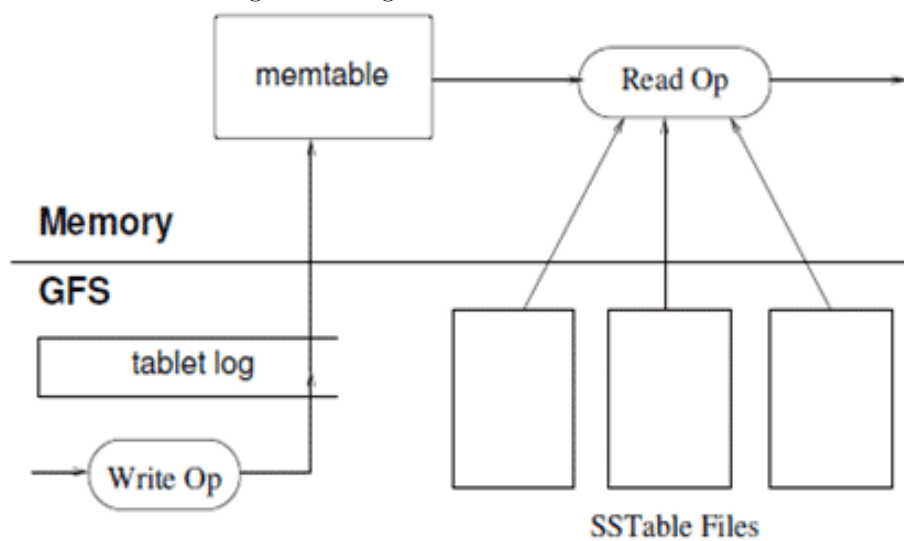 memtable
Read Op
Memory
GFS
tablet log
Write Op
SSTable Files